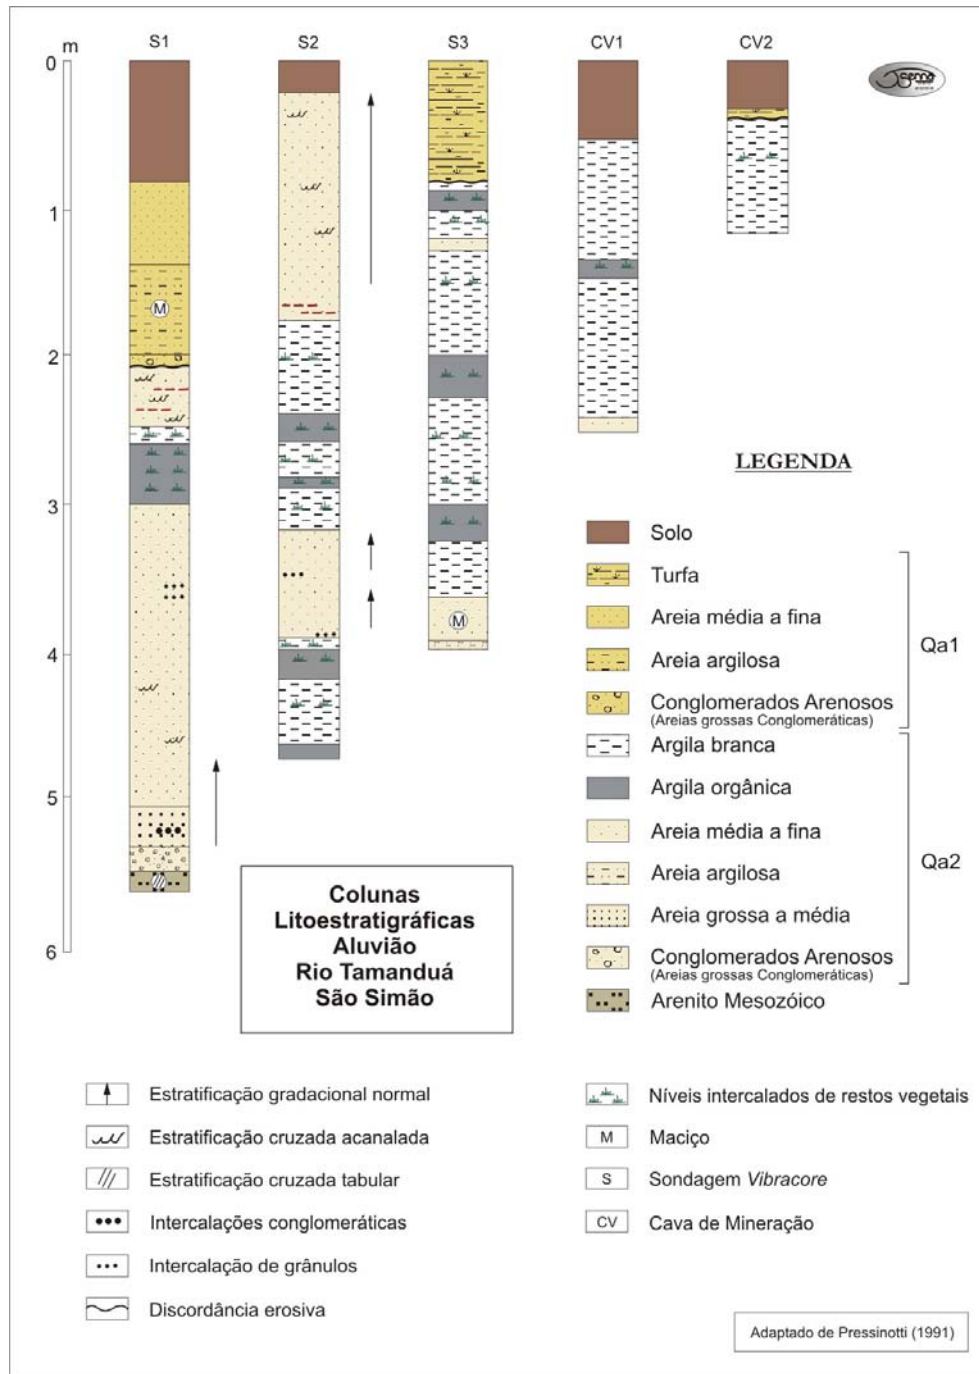 S1 S2 S3 CV1 CV2
0 m
1
2
M
3
M
4
5
6
LEGENDA
Solo
Turfa
Areia média a fina
Areia argilosa
Conglomerados Arenosos
(Areias grossas Conglomeráticas)
Qa1
Argila branca
Argila orgânica
Areia média a fina
Areia argilosa
Areia grossa a média
Conglomerados Arenosos
(Areias grossas Conglomeráticas)
Qa2
Arenito Mesozóico
Colunas
Litoestratigráficas
Aluvião
Rio Tamanduá
São Simão
Estratificação gradacional normal
Estratificação cruzada acanalada
Estratificação cruzada tabular
Intercalações conglomeráticas
Intercalação de grânulos
Discordância erosiva
Níveis intercalados de restos vegetais
M Maciço
S Sondagem Vibracore
CV Cava de Mineração
Adaptado de Pressinotti (1991)